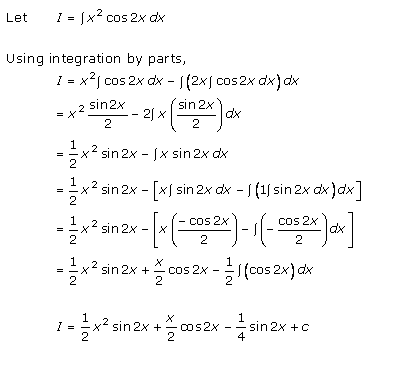 Let I = ∫x² cos 2x dx
Using integration by parts,
I = x²∫ cos 2x dx − ∫(2x∫ cos 2x dx) dx
= x² (sin 2x)/2 − 2∫ x ((sin 2x)/2) dx
= 1/2 x² sin 2x − ∫ x sin 2x dx
= 1/2 x² sin 2x − [x∫ sin 2x dx − ∫(1∫ sin 2x dx) dx]
= 1/2 x² sin 2x − [x((− cos 2x)/2) − ∫(− (cos 2x)/2) dx]
= 1/2 x² sin 2x + x/2 cos 2x − 1/2 ∫(cos 2x) dx
I = 1/2 x² sin 2x + x/2 cos 2x − 1/4 sin 2x + c